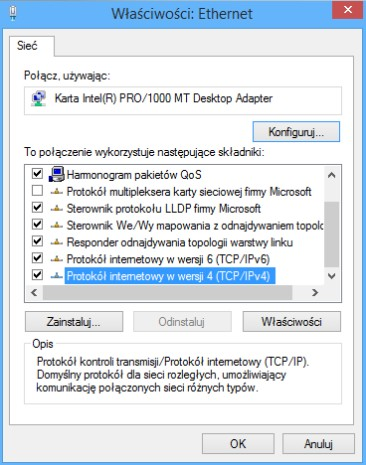 Właściwości: Ethernet
Sieć
Połącz, używając:
Karta Intel(R) PRO/1000 MT Desktop Adapter
Konfiguruj...
To połączenie wykorzystuje następujące składniki:
Harmonogram pakietów QoS
Protokół multipleksera karty sieciowej firmy Microsoft
Sterownik protokołu LLDP firmy Microsoft
Sterownik We/Wy mapowania z odnajdywaniem topolo
Responder odnajdywania topologii warstwy linku
Protokół internetowy w wersji 6 (TCP/IPv6)
Protokół internetowy w wersji 4 (TCP/IPv4)
Zainstaluj... Odinstaluj Właściwości
Opis
Protokół kontroli transmisji/Protokół internetowy (TCP/IP).
Domyślny protokół dla sieci rozległych, umożliwiający
komunikację połączonych sieci różnych typów.
OK Anuluj